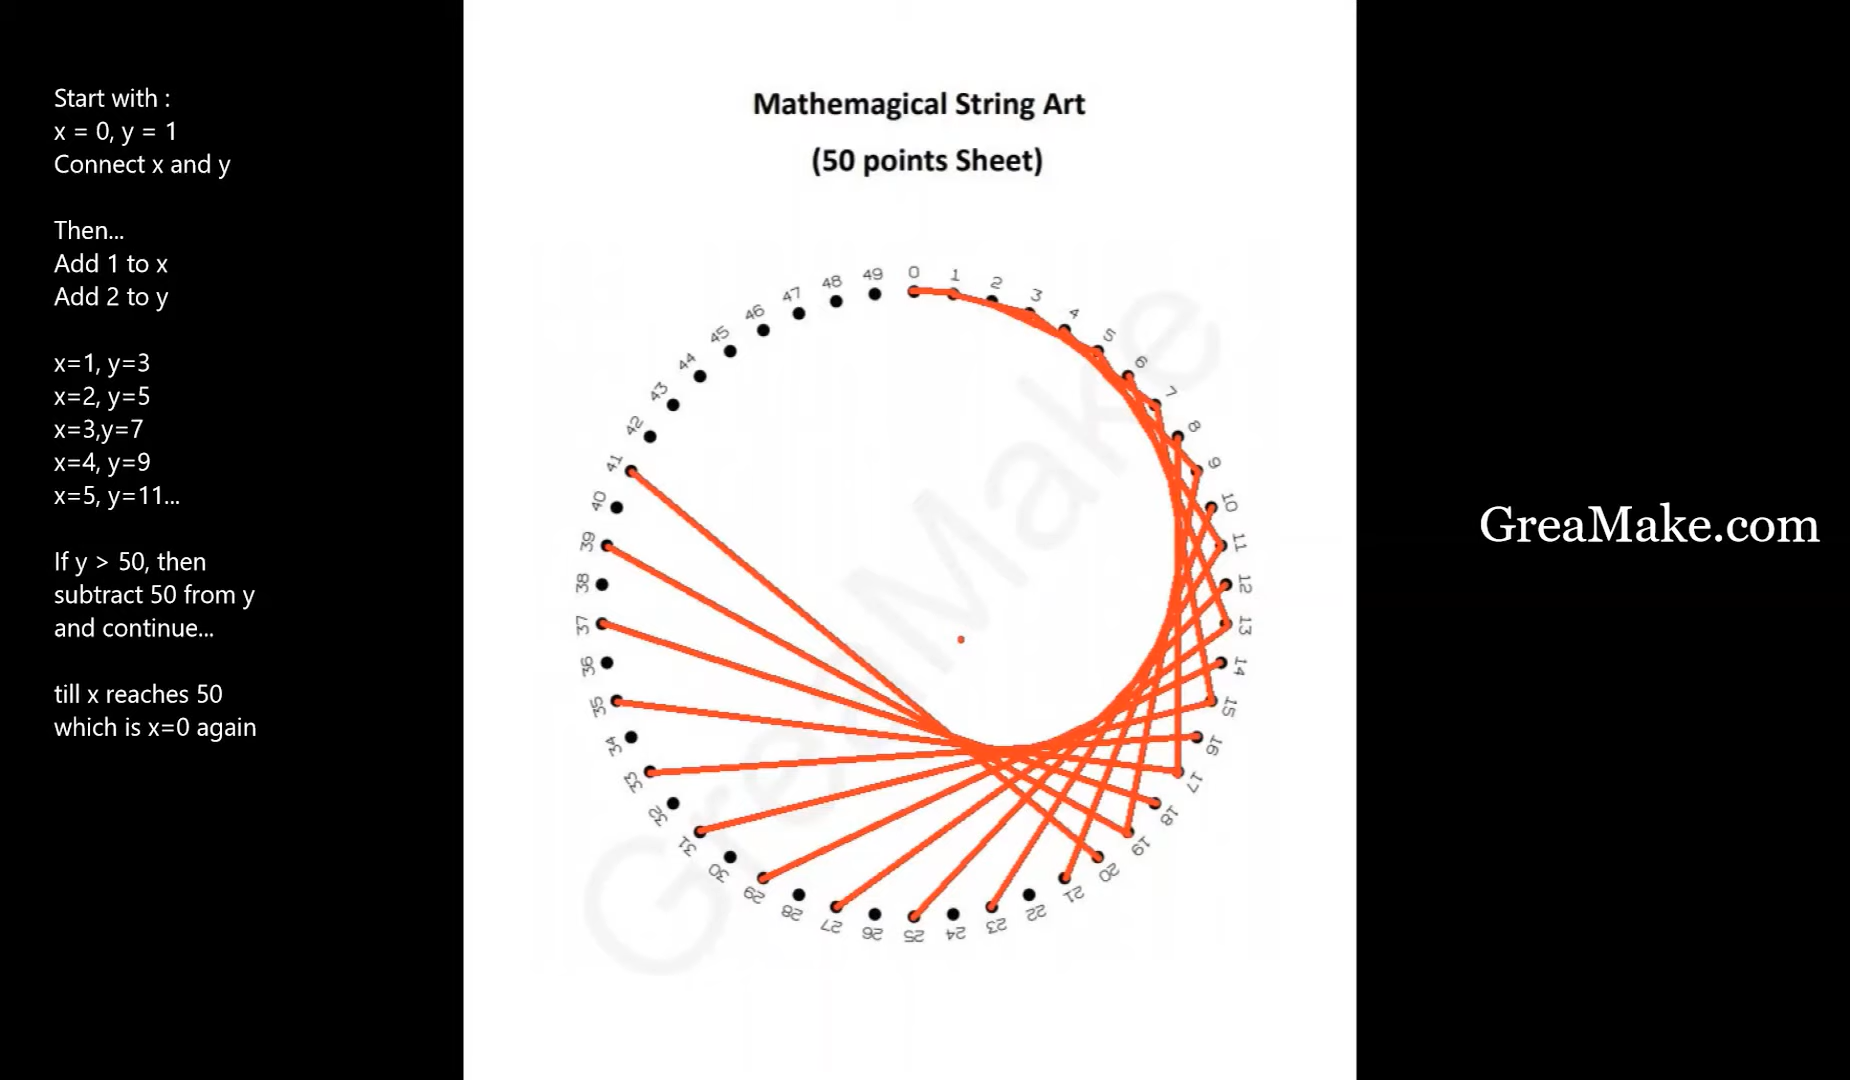 Start with :
x = 0, y = 1
Connect x and y
Then...
Add 1 to x
Add 2 to y
x=1, y=3
x=2, y=5
x=3,y=7
x=4, y=9
x=5, y=11...
If y > 50, then
subtract 50 from y
and continue...
till x reaches 50
which is x=0 again
Mathemagical String Art
(50 points Sheet)
0
1
2
3
4
5
6
7
8
9
10
11
12
13
14
15
16
17
18
19
20
21
22
23
24
25
26
27
28
29
30
31
32
33
34
35
36
37
38
39
40
41
42
43
44
45
46
47
48
49
GreaMake
GreaMake.com